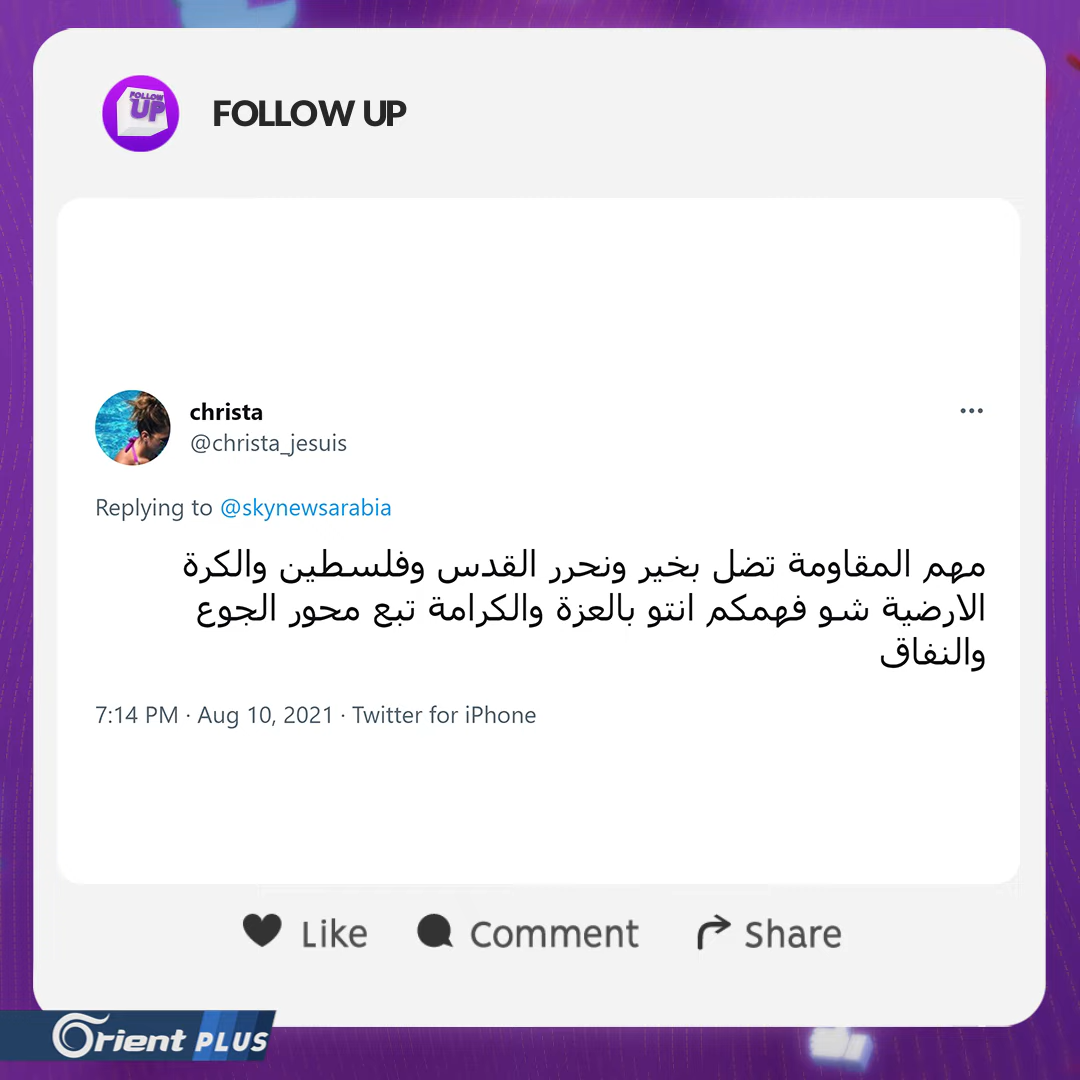 FOLLOW UP
FOLLOW UP
christa
@christa_jesuis
Replying to @skynewsarabia
مهم المقاومة تضل بخير ونحرر القدس وفلسطين والكرة
الارضية شو فهمكم انتو بالعزة والكرامة تبع محور الجوع
والنفاق
7:14 PM · Aug 10, 2021 · Twitter for iPhone
Like Comment Share
Orient PLUS